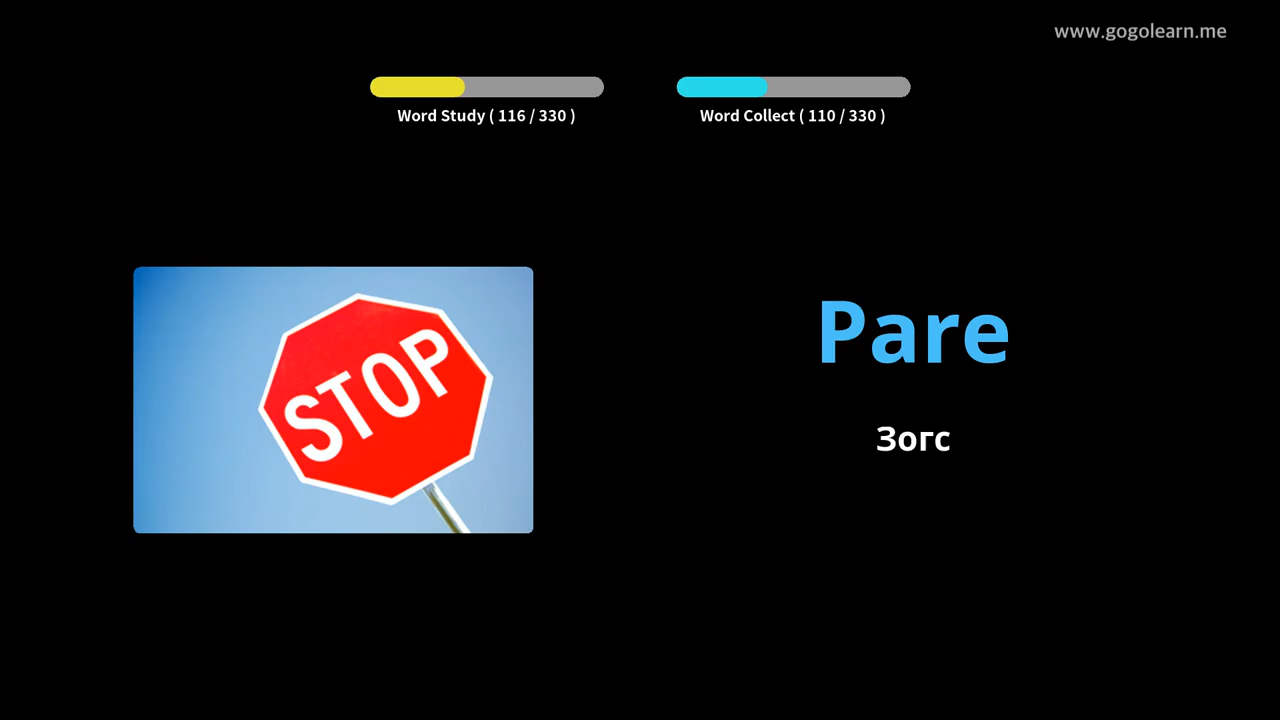 www.gogolearn.me
Word Study ( 116 / 330 )
Word Collect ( 110 / 330 )
STOP
Pare
Зогс